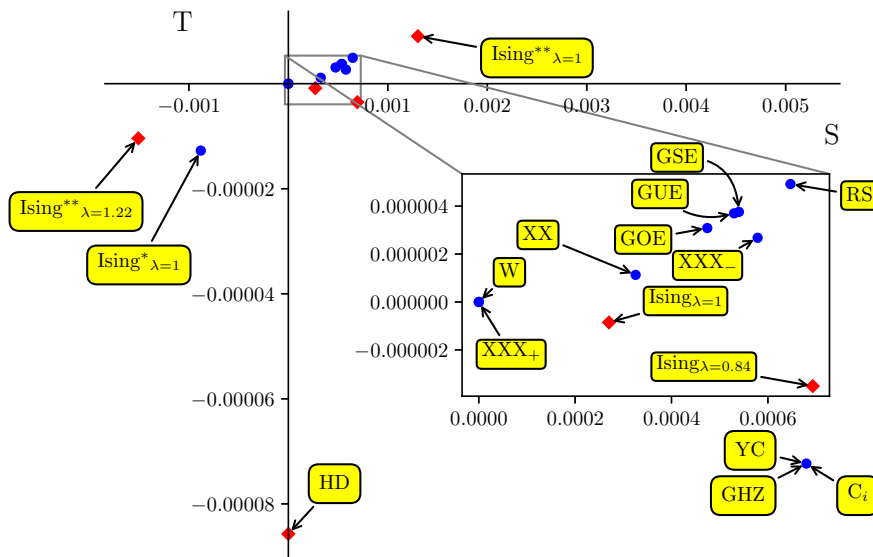 T
Ising**λ=1
−0.001
0.001
0.002
0.003
0.004
0.005
S
Ising**λ=1.22
Ising*λ=1
−0.00002
−0.00004
−0.00006
−0.00008
HD
GSE
GUE
RS
XX
GOE
XXX₋
W
Isingλ=1
XXX₊
Isingλ=0.84
0.000004
0.000002
0.000000
−0.000002
0.0000
0.0002
0.0004
0.0006
YC
GHZ
Cᵢ